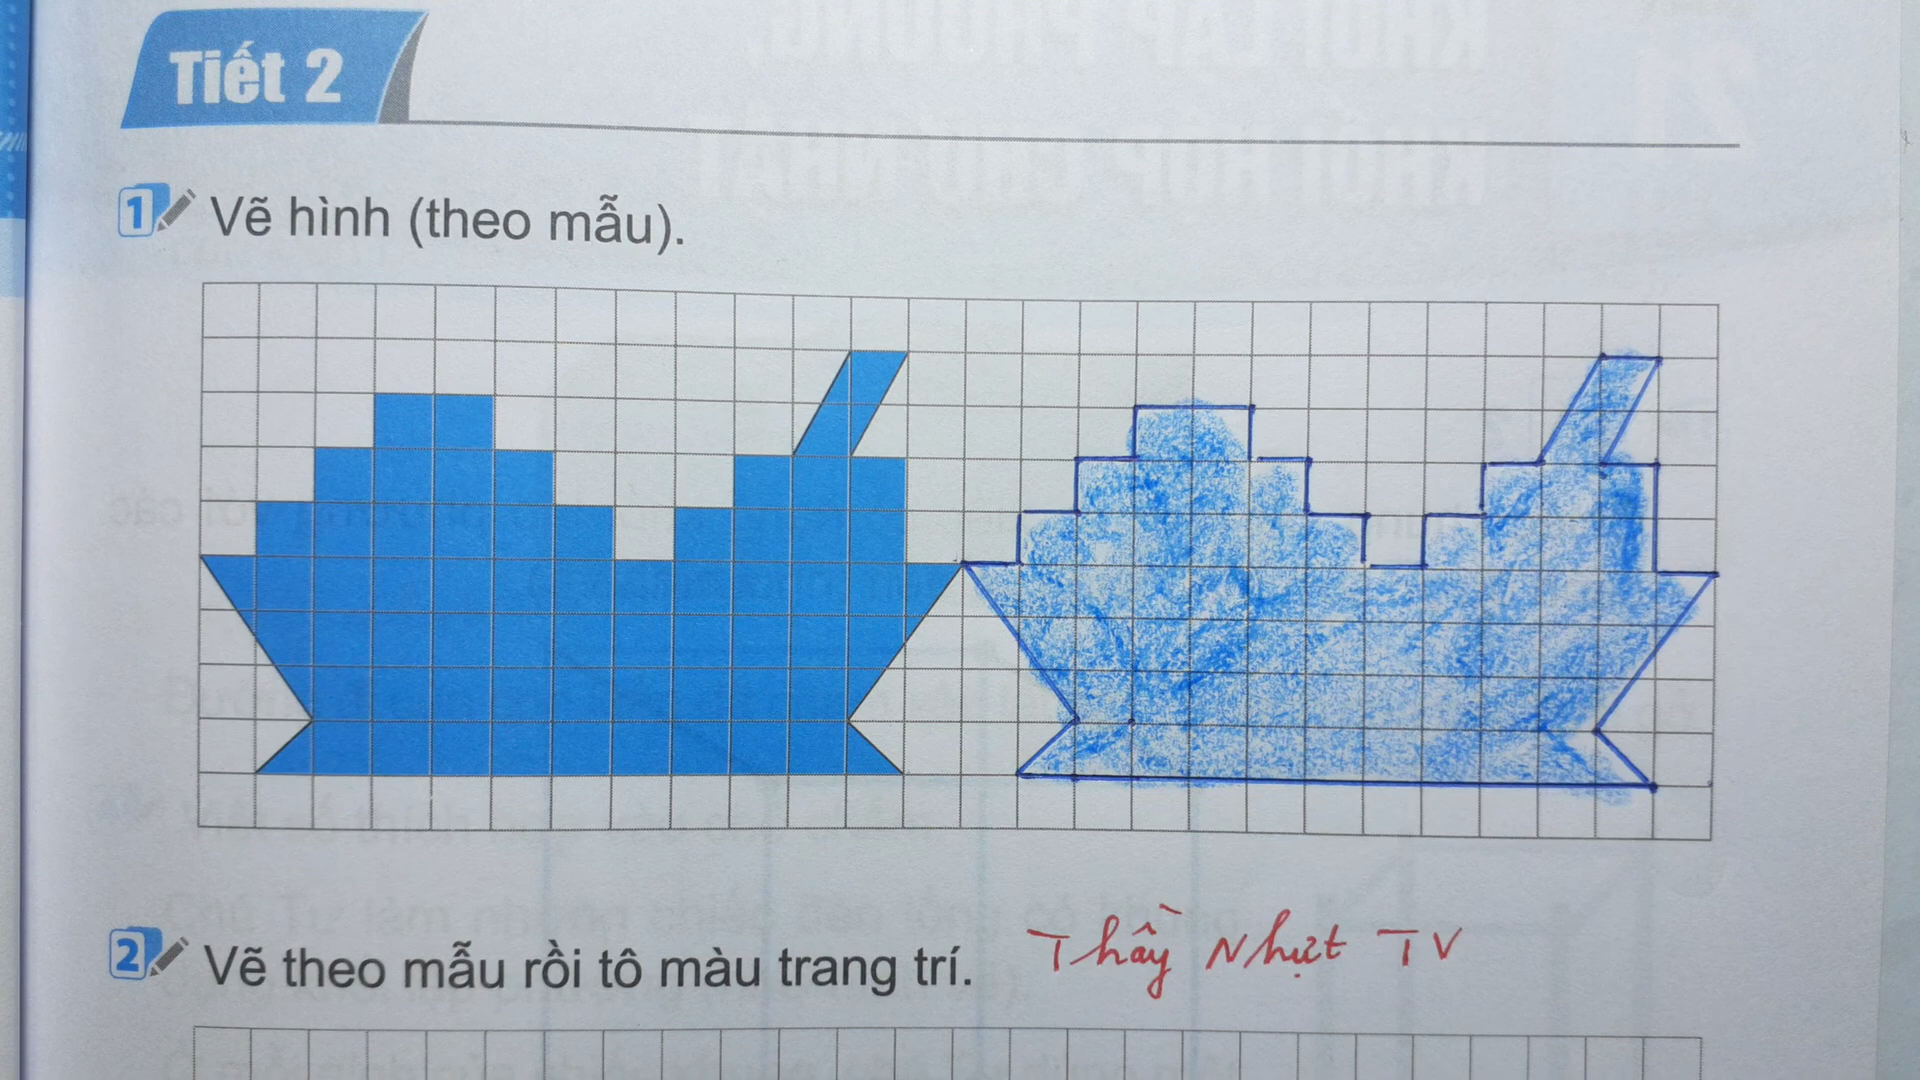 Tiết 2
1 Vẽ hình (theo mẫu).
2 Vẽ theo mẫu rồi tô màu trang trí.
Thầy Nhựt TV